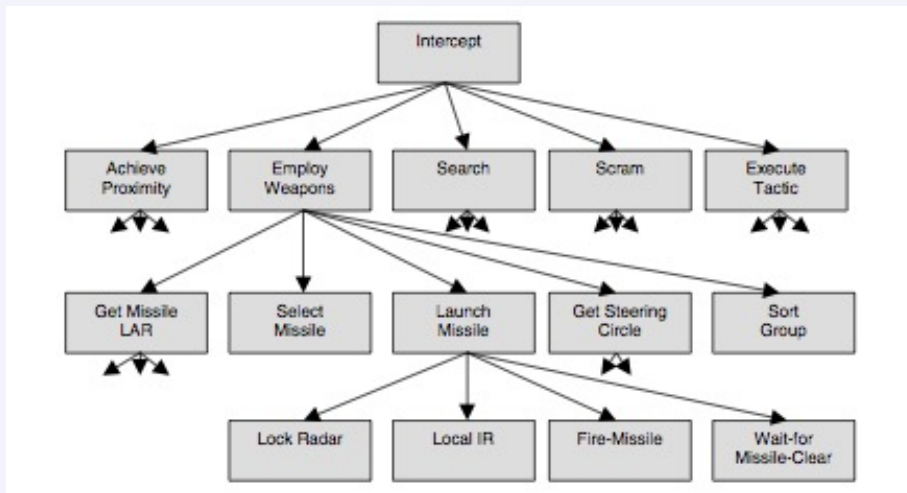 Intercept
Achieve
Proximity
Employ
Weapons
Search
Scram
Execute
Tactic
Get Missile
LAR
Select
Missile
Launch
Missile
Get Steering
Circle
Sort
Group
Lock Radar
Local IR
Fire-Missile
Wait-for
Missile-Clear